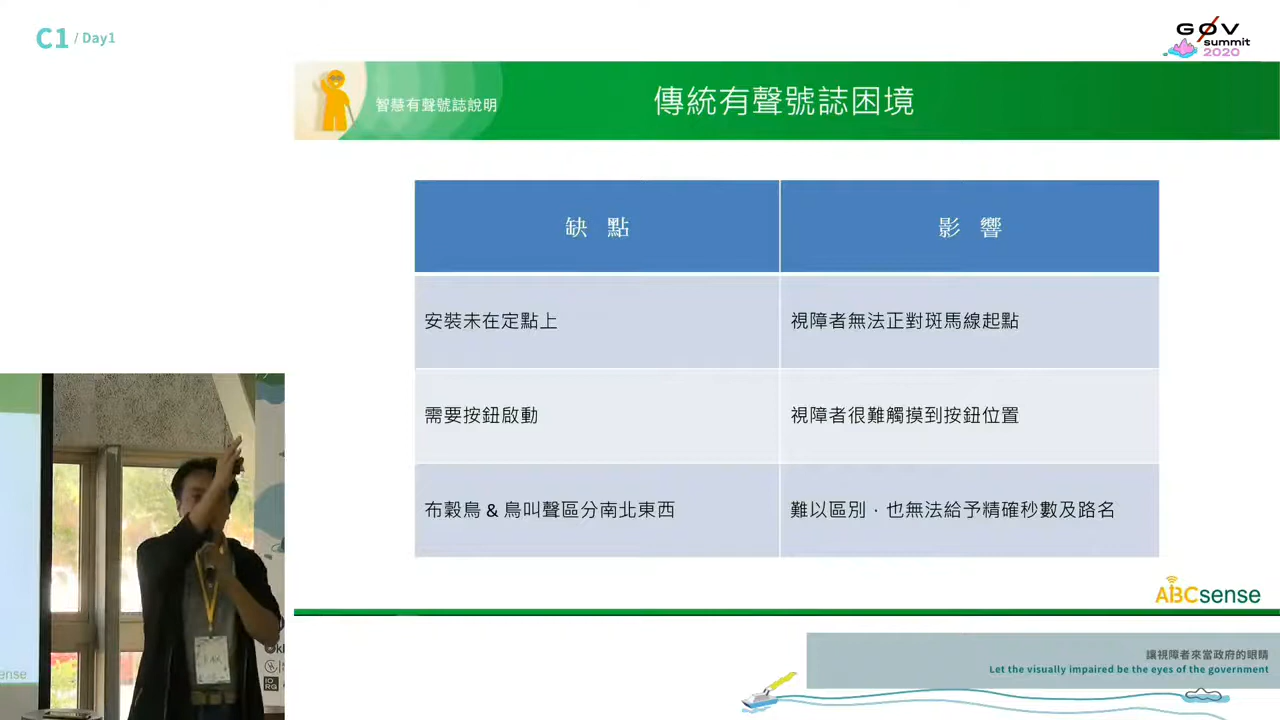 C1 / Day1
GØV
summit
2020
智慧有聲號誌說明
傳統有聲號誌困境
缺 點
影 響
安裝未在定點上
視障者無法正對斑馬線起點
需要按鈕啟動
視障者很難觸摸到按鈕位置
布穀鳥 & 鳥叫聲區分南北東西
難以區別，也無法給予精確秒數及路名
ABCsense
讓視障者來當政府的眼睛
Let the visually impaired be the eyes of the government